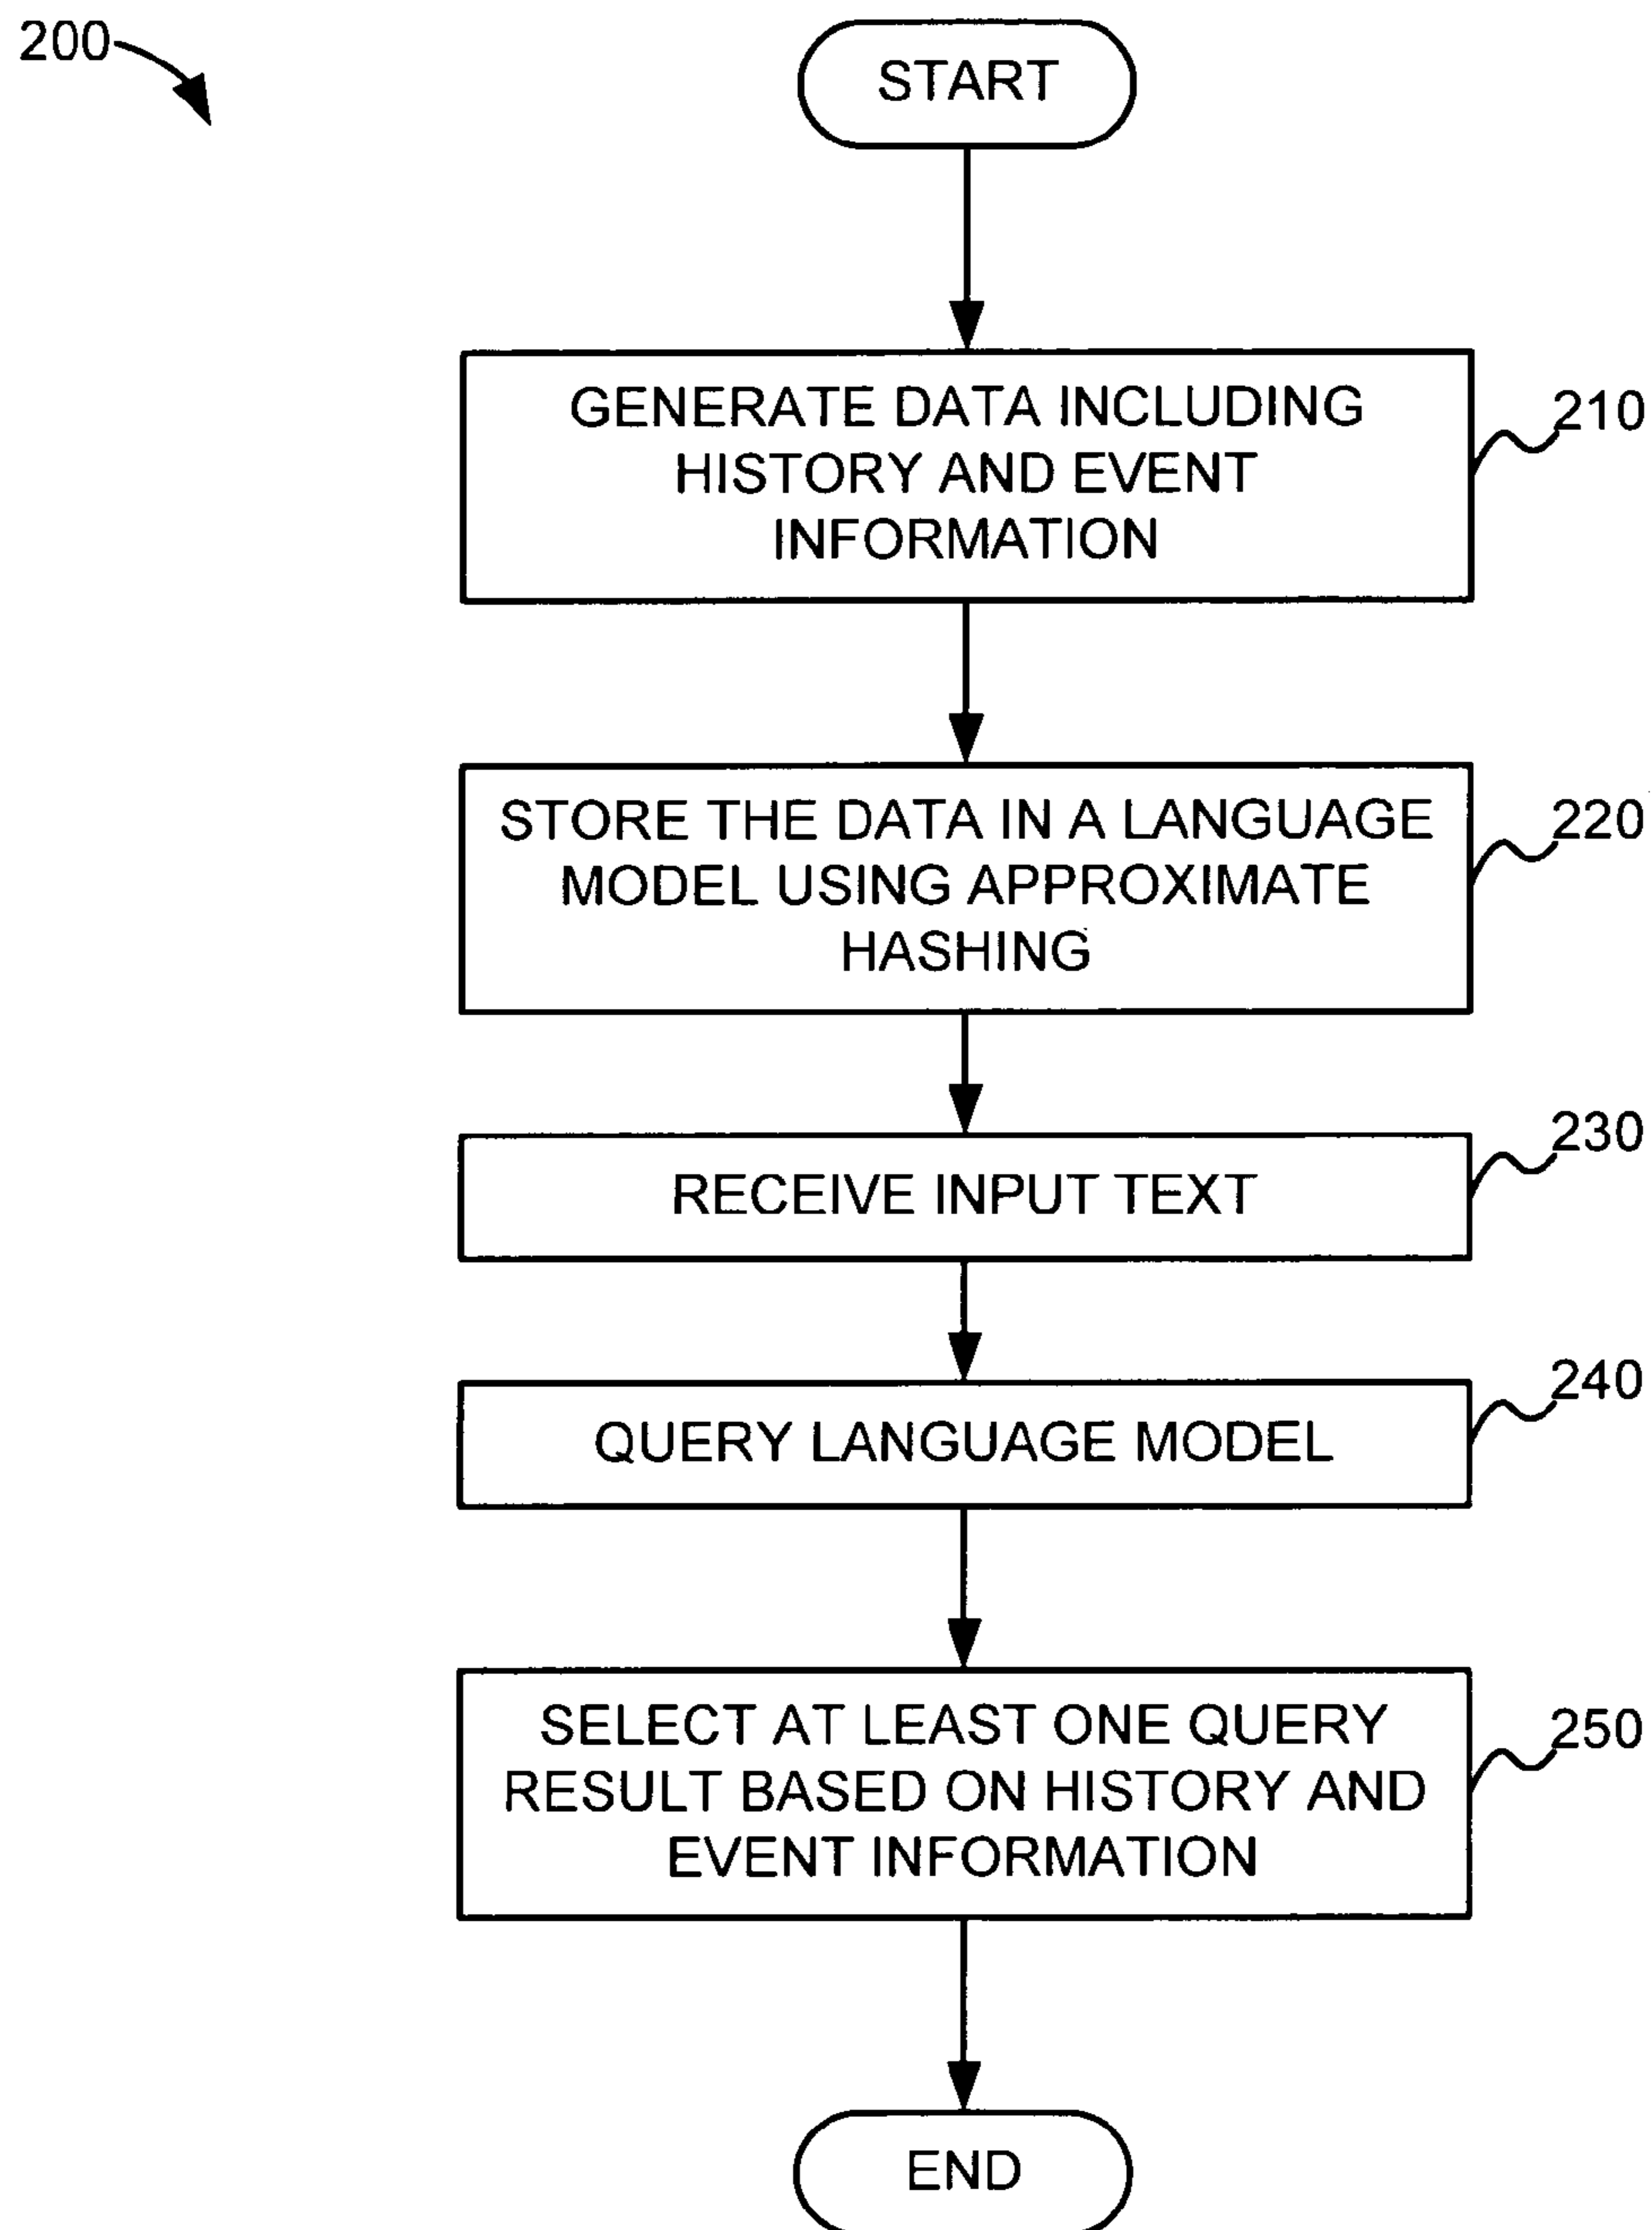 200
START
GENERATE DATA INCLUDING
HISTORY AND EVENT
INFORMATION
210
STORE THE DATA IN A LANGUAGE
MODEL USING APPROXIMATE
HASHING
220
RECEIVE INPUT TEXT
230
QUERY LANGUAGE MODEL
240
SELECT AT LEAST ONE QUERY
RESULT BASED ON HISTORY AND
EVENT INFORMATION
250
END